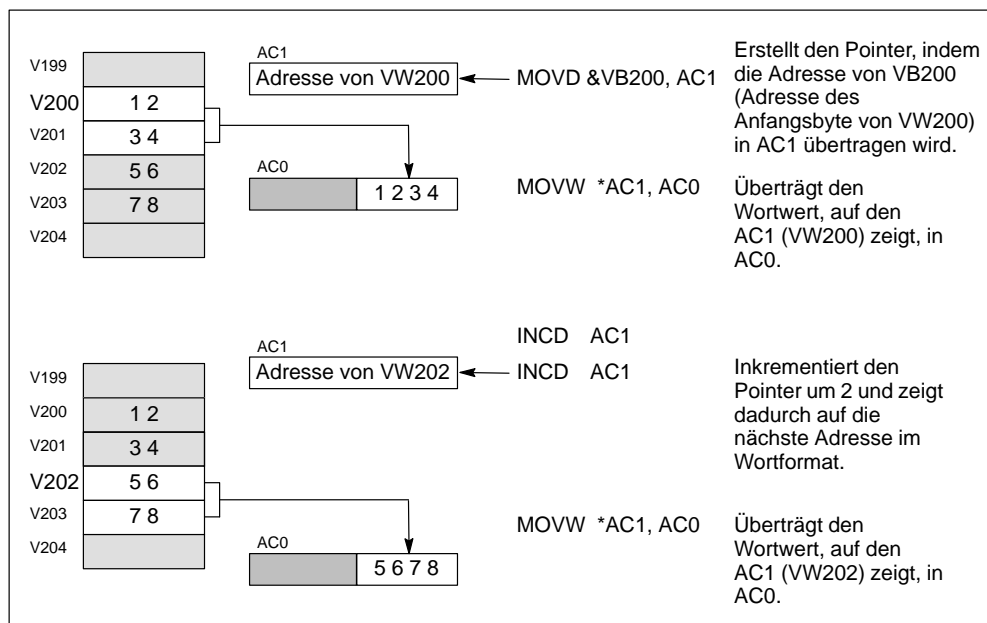 AC1
V199
Adresse von VW200
MOVD &VB200, AC1
Erstellt den Pointer, indem
die Adresse von VB200
(Adresse des
Anfangsbyte von VW200)
in AC1 übertragen wird.
V200
1 2
V201
3 4
V202
5 6
V203
7 8
V204
AC0
1 2 3 4
MOVW *AC1, AC0
Überträgt den
Wortwert, auf den
AC1 (VW200) zeigt, in
AC0.
INCD AC1
AC1
Adresse von VW202
INCD AC1
Inkrementiert den
Pointer um 2 und zeigt
dadurch auf die
nächste Adresse im
Wortformat.
V199
V200
1 2
V201
3 4
V202
5 6
V203
7 8
V204
AC0
5 6 7 8
MOVW *AC1, AC0
Überträgt den
Wortwert, auf den
AC1 (VW202) zeigt, in
AC0.